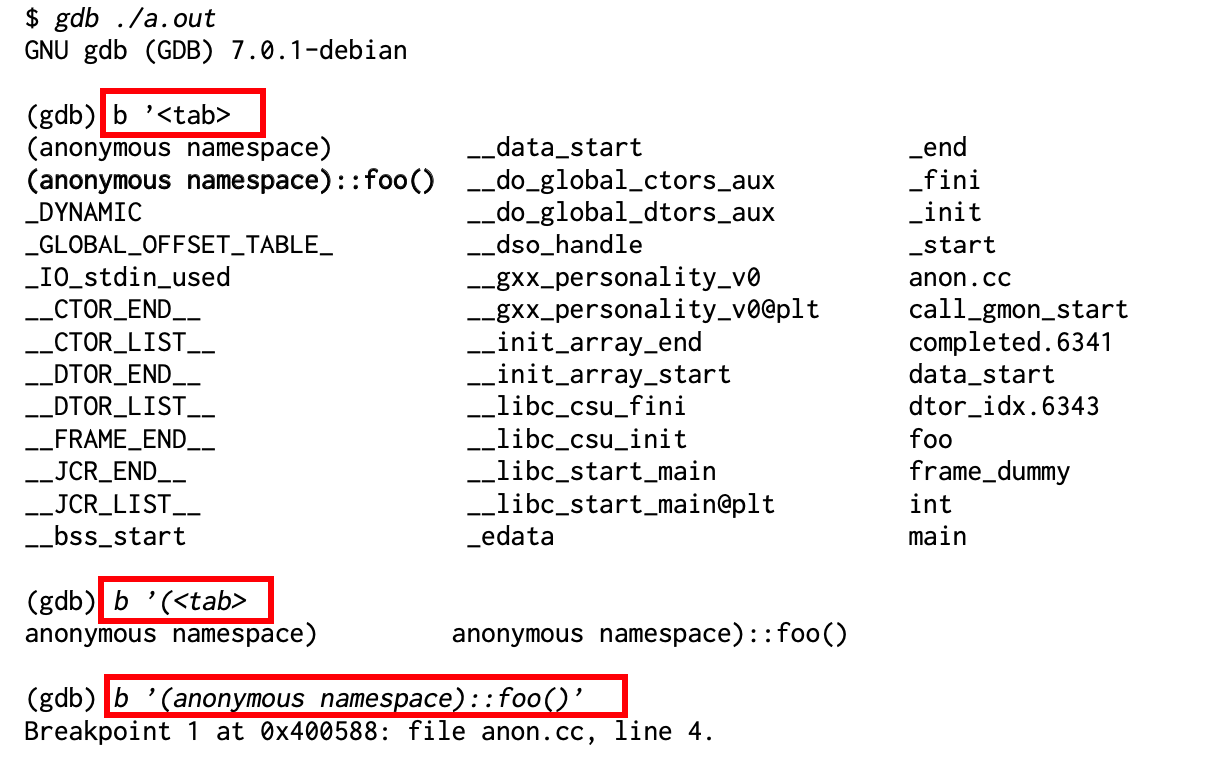 $ gdb ./a.out
GNU gdb (GDB) 7.0.1-debian
(gdb) b ’<tab>
(anonymous namespace) __data_start _end
(anonymous namespace)::foo() __do_global_ctors_aux _fini
_DYNAMIC __do_global_dtors_aux _init
_GLOBAL_OFFSET_TABLE_ __dso_handle _start
_IO_stdin_used __gxx_personality_v0 anon.cc
__CTOR_END__ __gxx_personality_v0@plt call_gmon_start
__CTOR_LIST__ __init_array_end completed.6341
__DTOR_END__ __init_array_start data_start
__DTOR_LIST__ __libc_csu_fini dtor_idx.6343
__FRAME_END__ __libc_csu_init foo
__JCR_END__ __libc_start_main frame_dummy
__JCR_LIST__ __libc_start_main@plt int
__bss_start _edata main
(gdb) b ’(<tab>
anonymous namespace) anonymous namespace)::foo()
(gdb) b ’(anonymous namespace)::foo()’
Breakpoint 1 at 0x400588: file anon.cc, line 4.